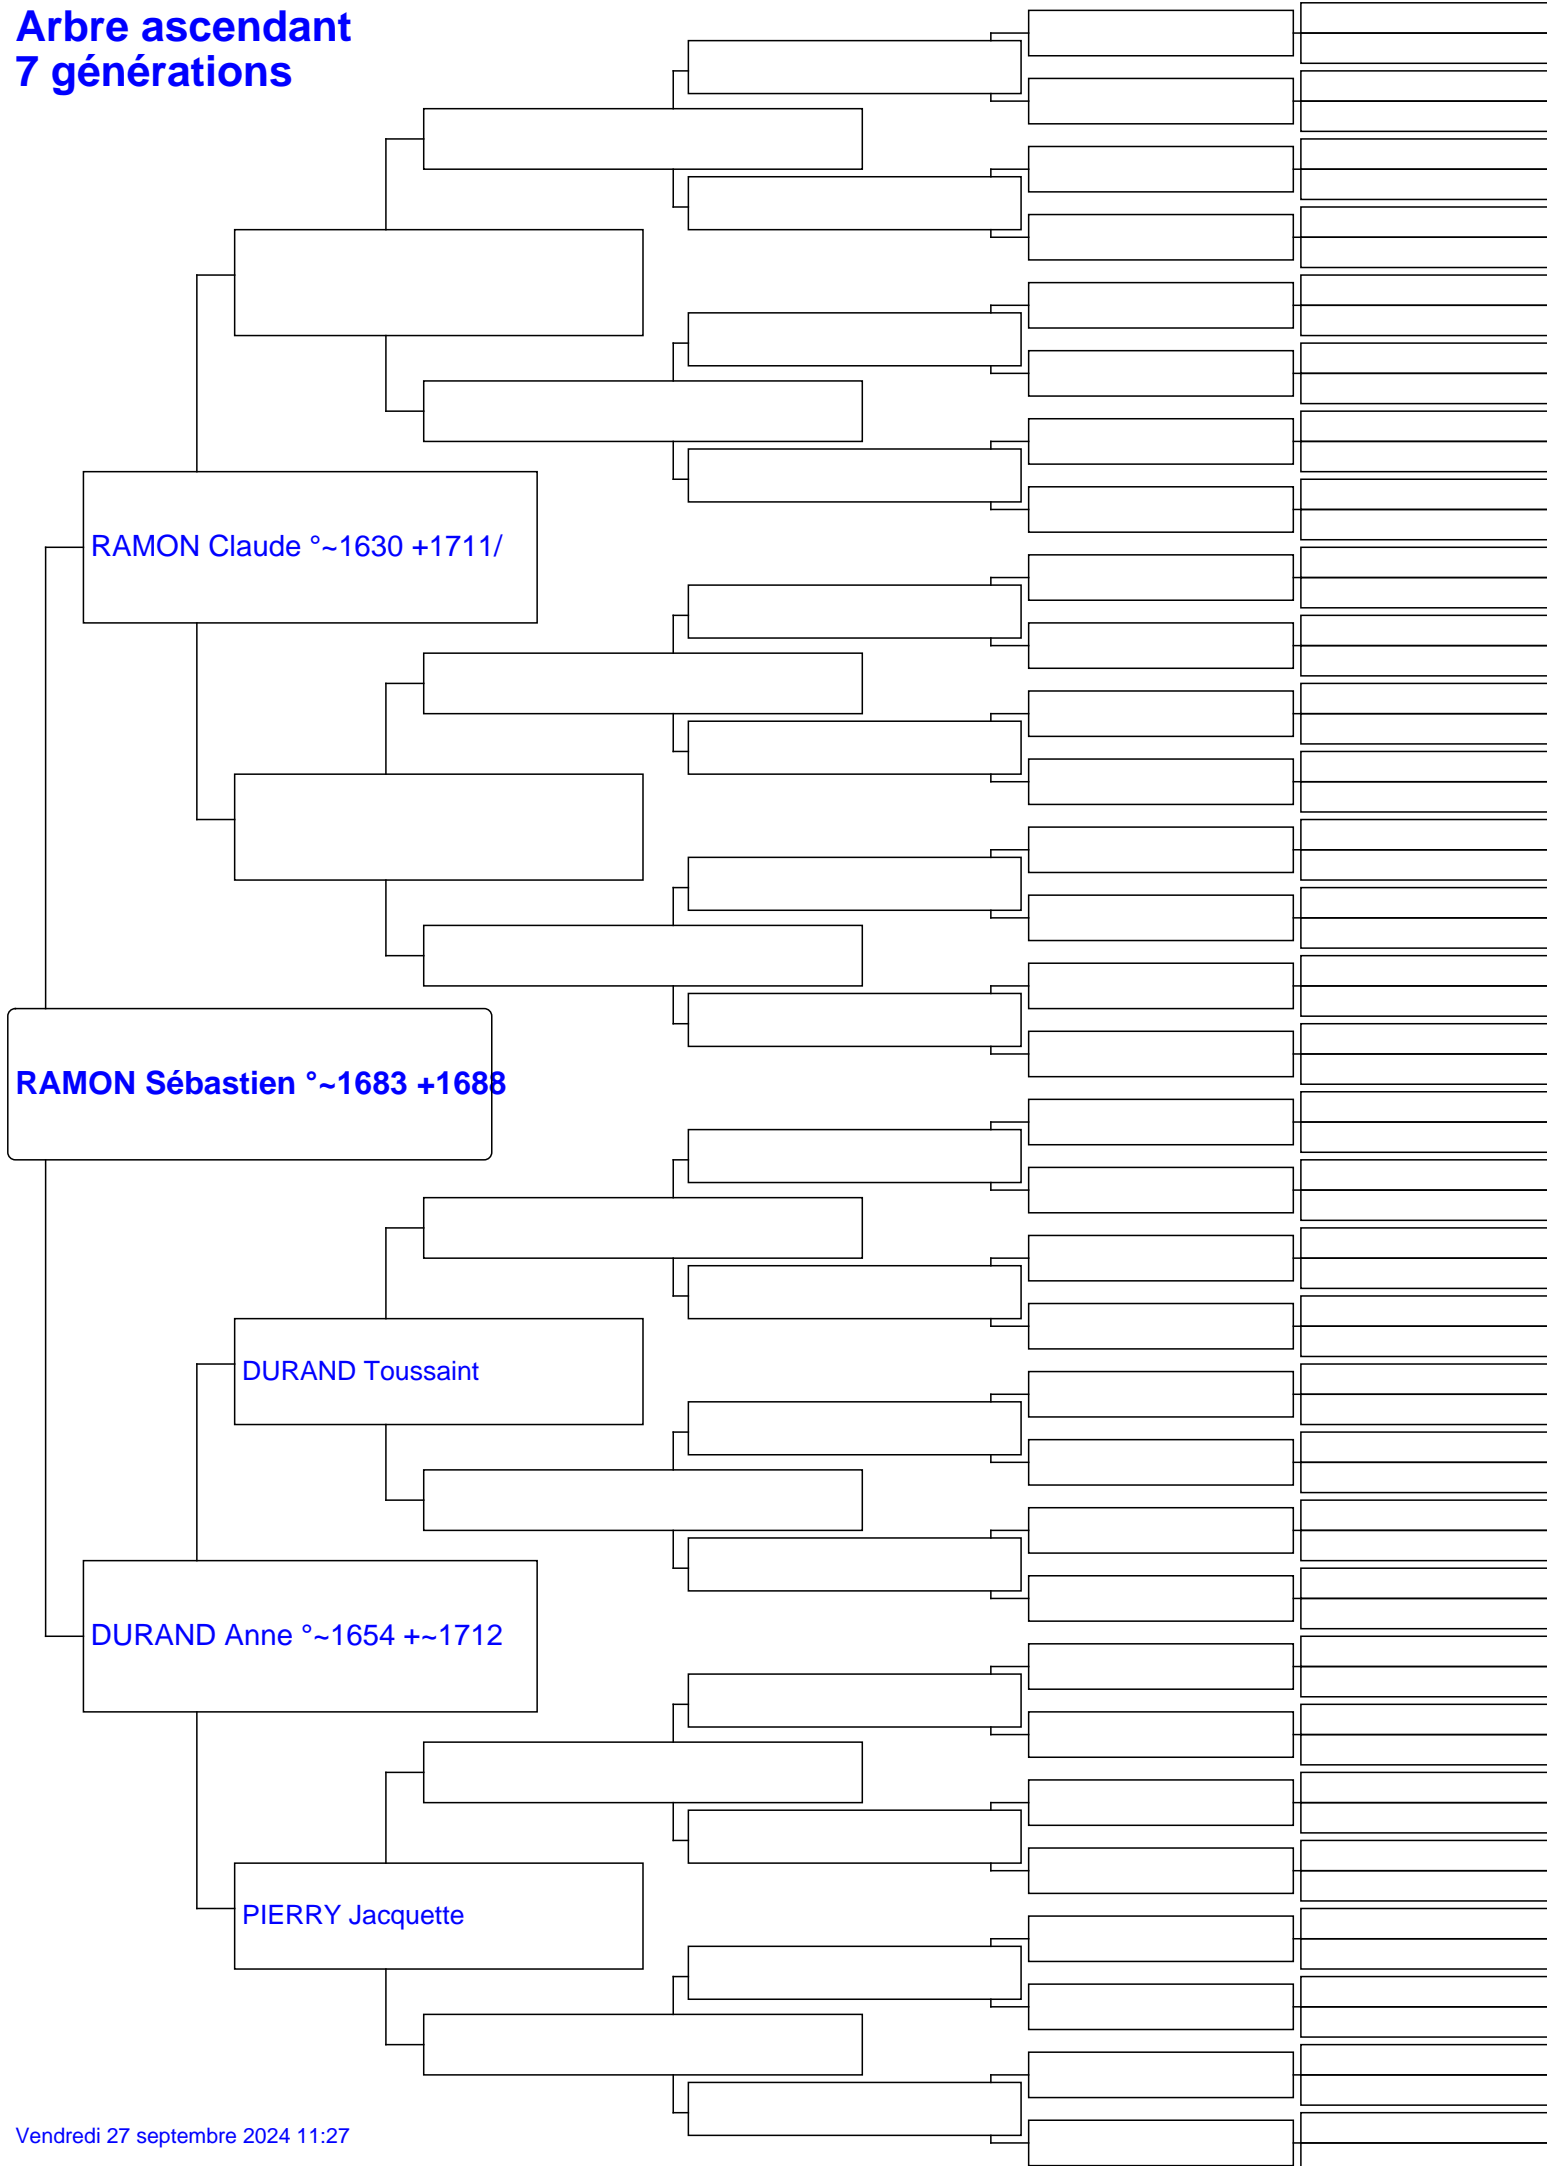 Arbre ascendant
7 générations
RAMON Claude °~1630 +1711/
RAMON Sébastien °~1683 +1688
DURAND Toussaint
DURAND Anne °~1654 +~1712
PIERRY Jacquette
Vendredi 27 septembre 2024 11:27